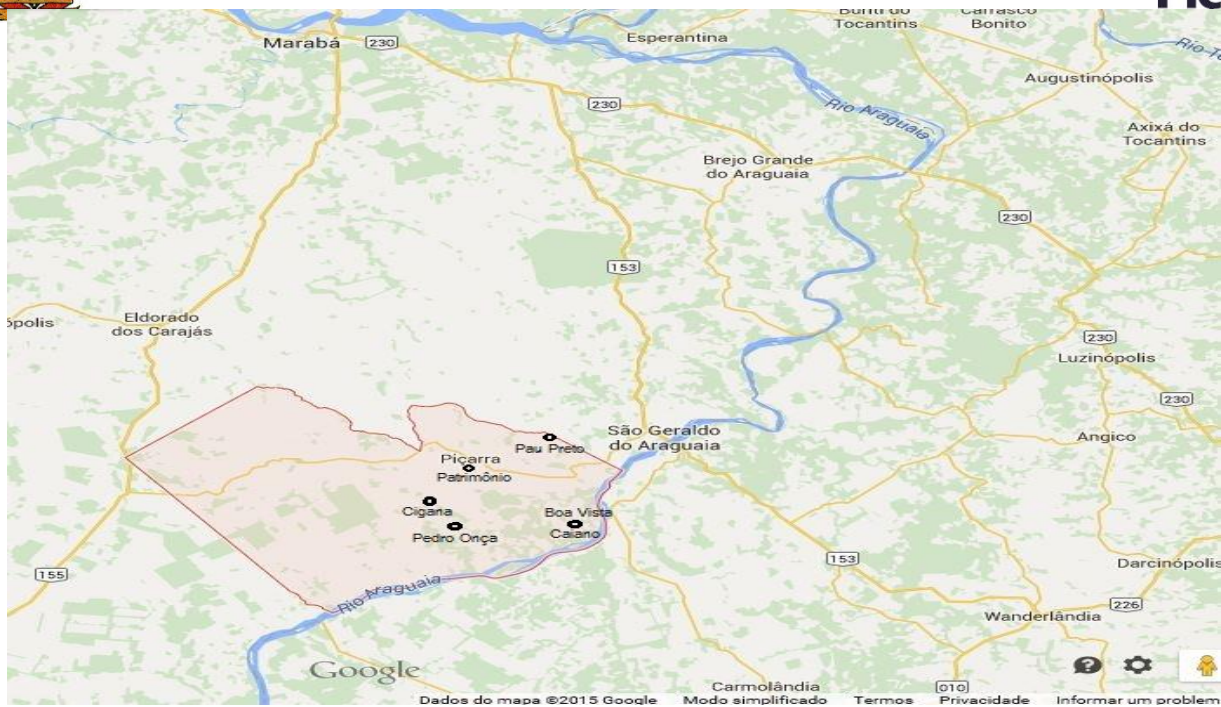 Buriti do
Tocantins
Carrasco
Bonito
Marabá
230
Esperantina
Augustinópolis
230
Rio Araguaia
Axixá do
Tocantins
Brejo Grande
do Araguaia
230
153
Eldorado
dos Carajás
ópolis
230
Luzinópolis
230
São Geraldo
do Araguaia
Angico
Pau Preto
Piçarra
Patrimônio
Cigana
Boa Vista
Pedro Onça
Caiano
153
Darcinópolis
155
Rio Araguaia
226
Wanderlândia
Google
Carmolândia
010
Dados do mapa ©2015 Google Modo simplificado Termos Privacidade Informar um problem